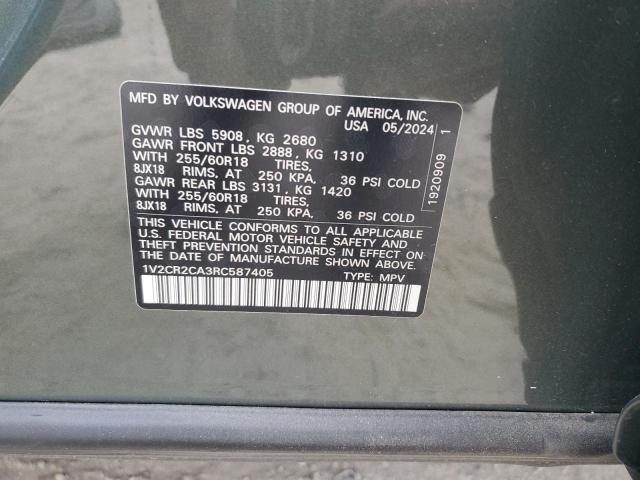 MFD BY VOLKSWAGEN GROUP OF AMERICA, INC.
USA 05/2024
GVWR LBS 5908, KG 2680
GAWR FRONT LBS 2888, KG 1310
WITH 255/60R18 TIRES,
8JX18 RIMS, AT 250 KPA, 36 PSI COLD
GAWR REAR LBS 3131, KG 1420
WITH 255/60R18 TIRES,
8JX18 RIMS, AT 250 KPA, 36 PSI COLD
THIS VEHICLE CONFORMS TO ALL APPLICABLE
U.S. FEDERAL MOTOR VEHICLE SAFETY AND
THEFT PREVENTION STANDARDS IN EFFECT
ON THE DATE OF MANUFACTURE SHOWN ABOVE.
1V2CR2CA3RC587405 TYPE: MPV
1920909 1